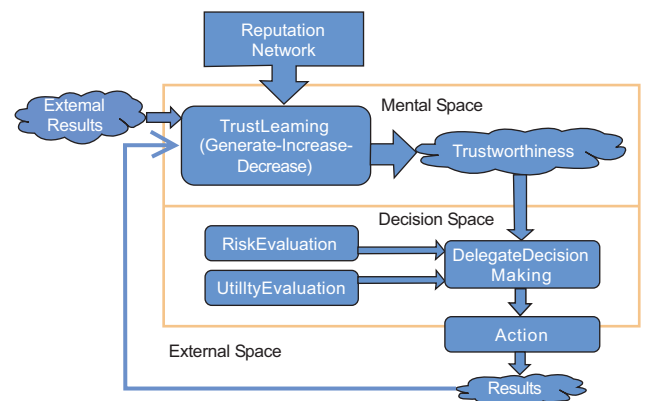 Reputation
Network
External
Results
Mental Space
TrustLeaming
(Generate-Increase-
Decrease)
Trustworthiness
Decision Space
RiskEvaluation
DelegateDecision
Making
UtilltyEvaluation
Action
External Space
Results